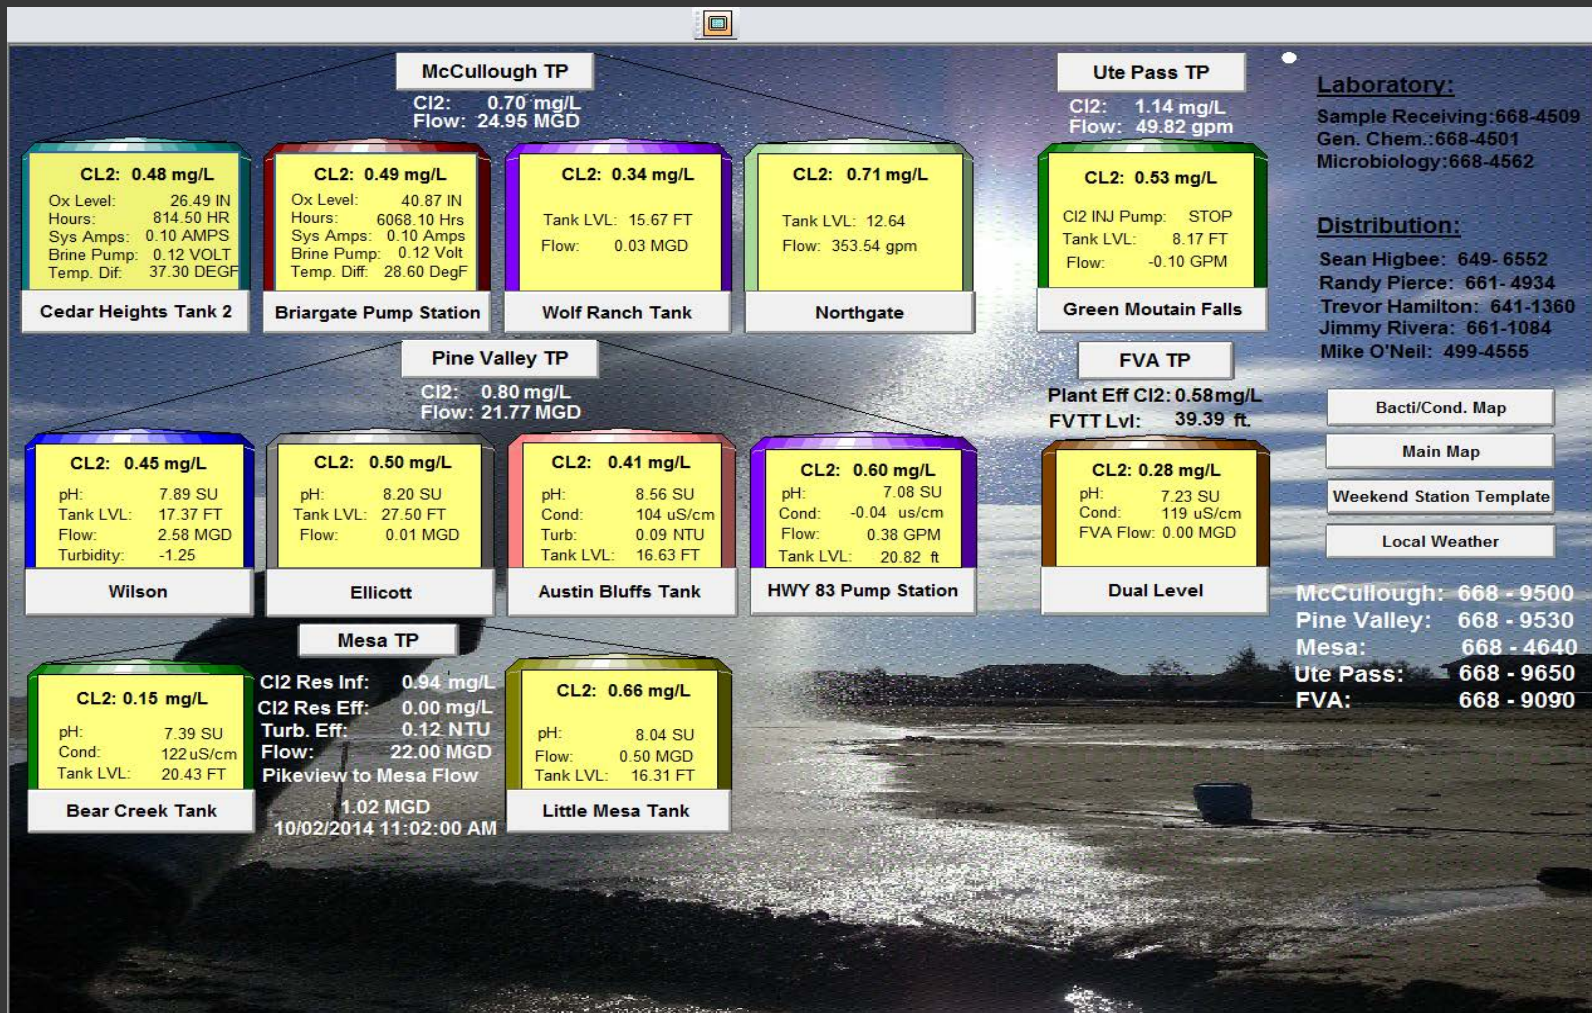 McCullough TP
Cl2: 0.70 mg/L
Flow: 24.95 MGD
CL2: 0.48 mg/L
Ox Level: 26.49 IN
Hours: 814.50 HR
Sys Amps: 0.10 AMPS
Brine Pump: 0.12 VOLT
Temp. Dif: 37.30 DEGF
Cedar Heights Tank 2
CL2: 0.49 mg/L
Ox Level: 40.87 IN
Hours: 6068.10 Hrs
Sys Amps: 0.10 Amps
Brine Pump: 0.12 Volt
Temp. Diff: 28.60 DegF
Briargate Pump Station
CL2: 0.34 mg/L
Tank LVL: 15.67 FT
Flow: 0.03 MGD
Wolf Ranch Tank
CL2: 0.71 mg/L
Tank LVL: 12.64
Flow: 353.54 gpm
Northgate
Ute Pass TP
Cl2: 1.14 mg/L
Flow: 49.82 gpm
CL2: 0.53 mg/L
Cl2 INJ Pump: STOP
Tank LVL: 8.17 FT
Flow: -0.10 GPM
Green Moutain Falls
Pine Valley TP
Cl2: 0.80 mg/L
Flow: 21.77 MGD
CL2: 0.45 mg/L
pH: 7.89 SU
Tank LVL: 17.37 FT
Flow: 2.58 MGD
Turbidity: -1.25
Wilson
CL2: 0.50 mg/L
pH: 8.20 SU
Tank LVL: 27.50 FT
Flow: 0.01 MGD
Ellicott
CL2: 0.41 mg/L
pH: 8.56 SU
Cond: 104 uS/cm
Turb: 0.09 NTU
Tank LVL: 16.63 FT
Austin Bluffs Tank
CL2: 0.60 mg/L
pH: 7.08 SU
Cond: -0.04 us/cm
Flow: 0.38 GPM
Tank LVL: 20.82 ft
HWY 83 Pump Station
FVA TP
Plant Eff Cl2: 0.58mg/L
FVTT Lvl: 39.39 ft.
CL2: 0.28 mg/L
pH: 7.23 SU
Cond: 119 uS/cm
FVA Flow: 0.00 MGD
Dual Level
Mesa TP
Cl2 Res Inf: 0.94 mg/L
Cl2 Res Eff: 0.00 mg/L
Turb. Eff: 0.12 NTU
Flow: 22.00 MGD
Pikeview to Mesa Flow
1.02 MGD
10/02/2014 11:02:00 AM
CL2: 0.15 mg/L
pH: 7.39 SU
Cond: 122 uS/cm
Tank LVL: 20.43 FT
Bear Creek Tank
CL2: 0.66 mg/L
pH: 8.04 SU
Flow: 0.50 MGD
Tank LVL: 16.31 FT
Little Mesa Tank
Laboratory:
Sample Receiving:668-4509
Gen. Chem.:668-4501
Microbiology:668-4562
Distribution:
Sean Higbee: 649- 6552
Randy Pierce: 661- 4934
Trevor Hamilton: 641-1360
Jimmy Rivera: 661-1084
Mike O'Neil: 499-4555
Bacti/Cond. Map
Main Map
Weekend Station Template
Local Weather
McCullough: 668 - 9500
Pine Valley: 668 - 9530
Mesa: 668 - 4640
Ute Pass: 668 - 9650
FVA: 668 - 9090